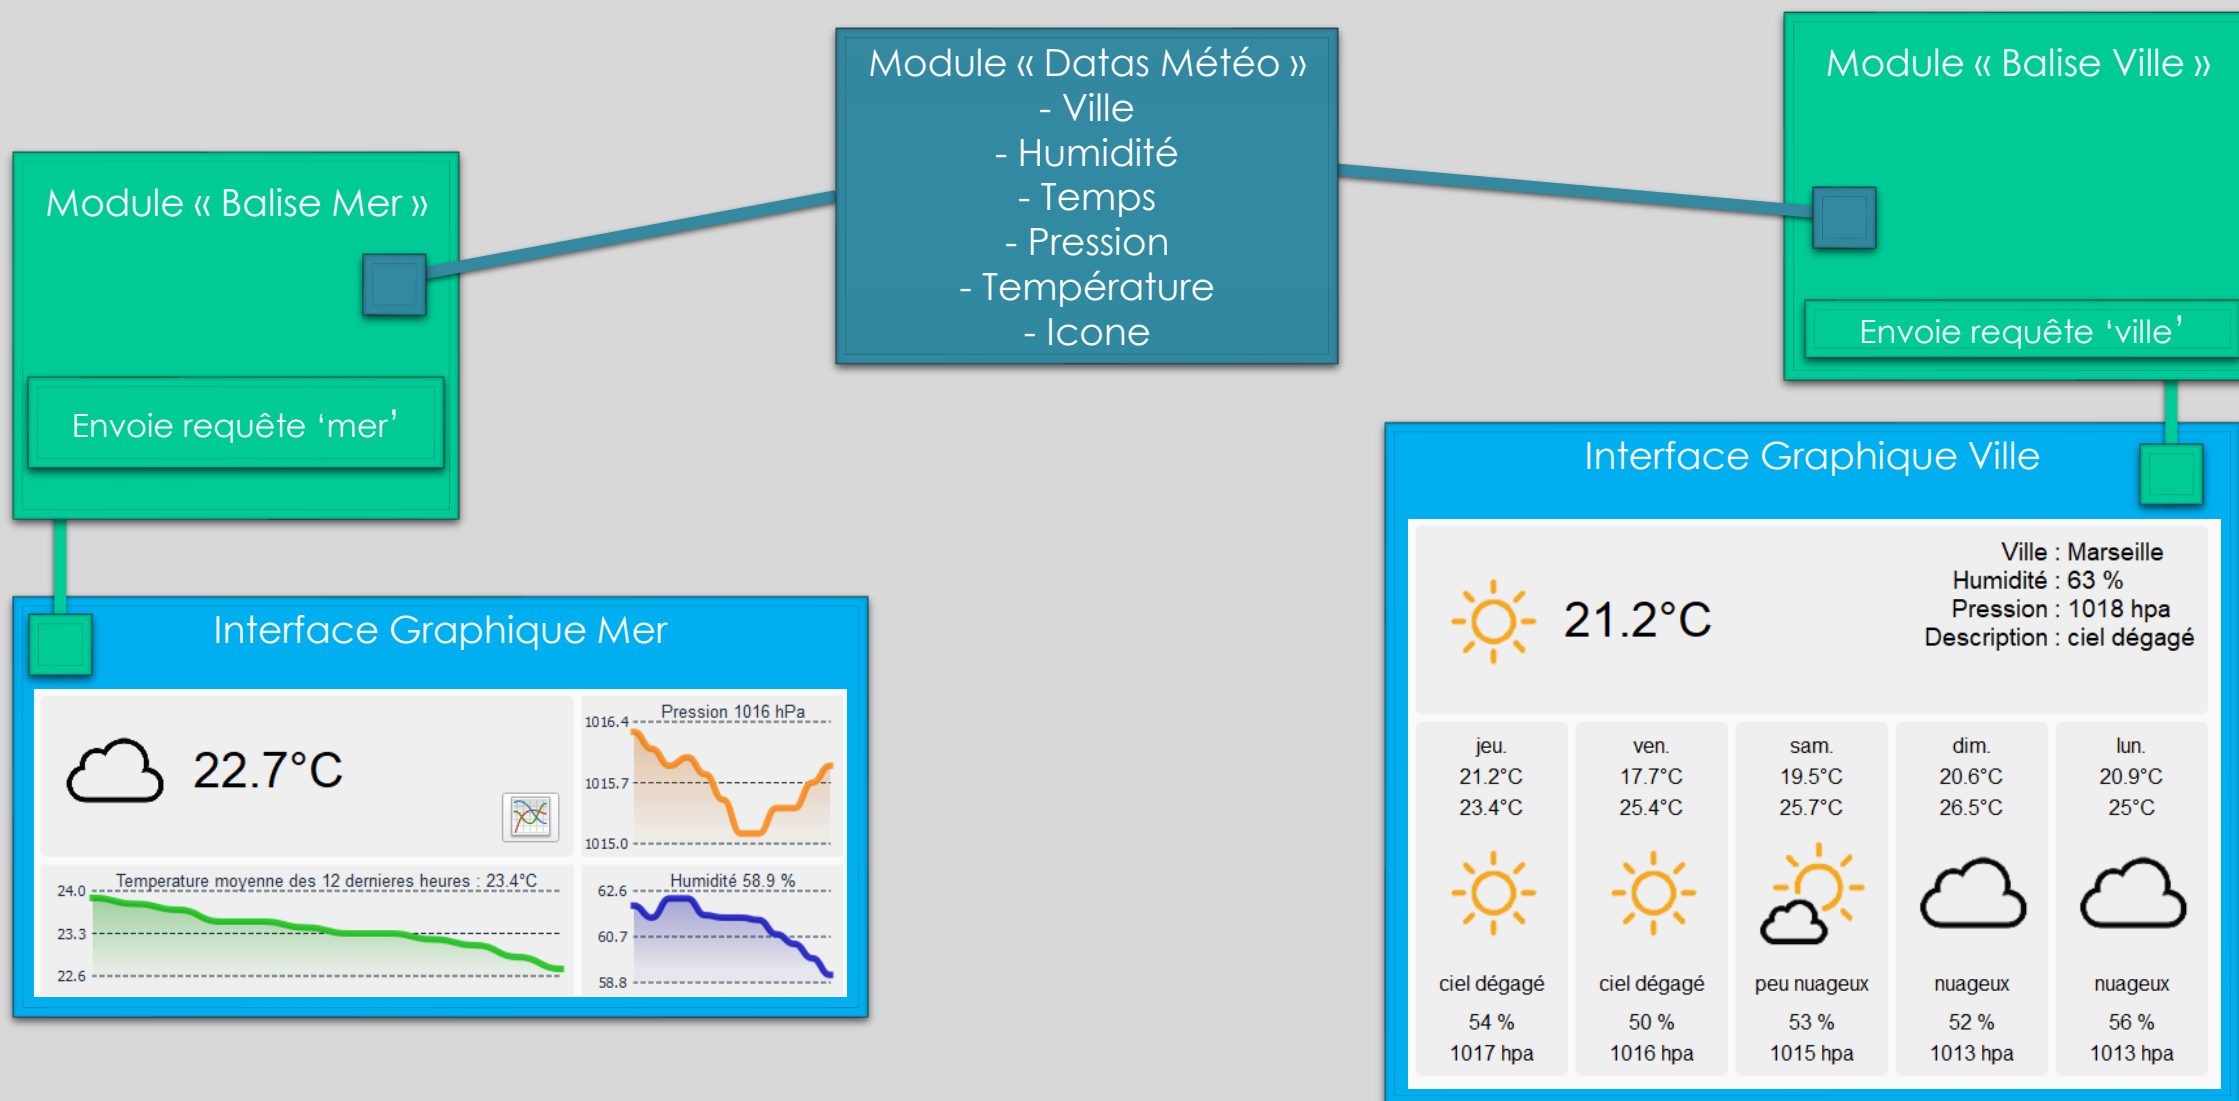 Module « Datas Météo »
- Ville
- Humidité
- Temps
- Pression
- Température
- Icone
Module « Balise Mer »
Envoie requête ‘mer’
Module « Balise Ville »
Envoie requête ‘ville’
Interface Graphique Mer
22.7°C
Pression 1016 hPa
1016.4
1015.7
1015.0
Temperature moyenne des 12 dernieres heures : 23.4°C
24.0
23.3
22.6
Humidité 58.9 %
62.6
60.7
58.8
Interface Graphique Ville
21.2°C
Ville : Marseille
Humidité : 63 %
Pression : 1018 hpa
Description : ciel dégagé
jeu.
21.2°C
23.4°C
ciel dégagé
54 %
1017 hpa
ven.
17.7°C
25.4°C
ciel dégagé
50 %
1016 hpa
sam.
19.5°C
25.7°C
peu nuageux
53 %
1015 hpa
dim.
20.6°C
26.5°C
nuageux
52 %
1013 hpa
lun.
20.9°C
25°C
nuageux
56 %
1013 hpa